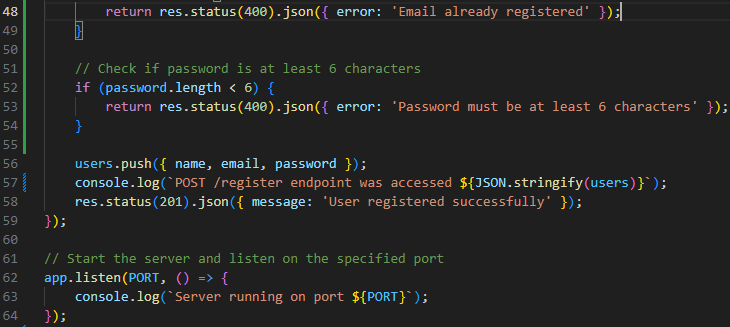 48 return res.status(400).json({ error: 'Email already registered' });
49 }
50
51 // Check if password is at least 6 characters
52 if (password.length < 6) {
53 return res.status(400).json({ error: 'Password must be at least 6 characters' });
54 }
55
56 users.push({ name, email, password });
57 console.log(`POST /register endpoint was accessed ${JSON.stringify(users)}`);
58 res.status(201).json({ message: 'User registered successfully' });
59 });
60
61 // Start the server and listen on the specified port
62 app.listen(PORT, () => {
63 console.log(`Server running on port ${PORT}`);
64 });